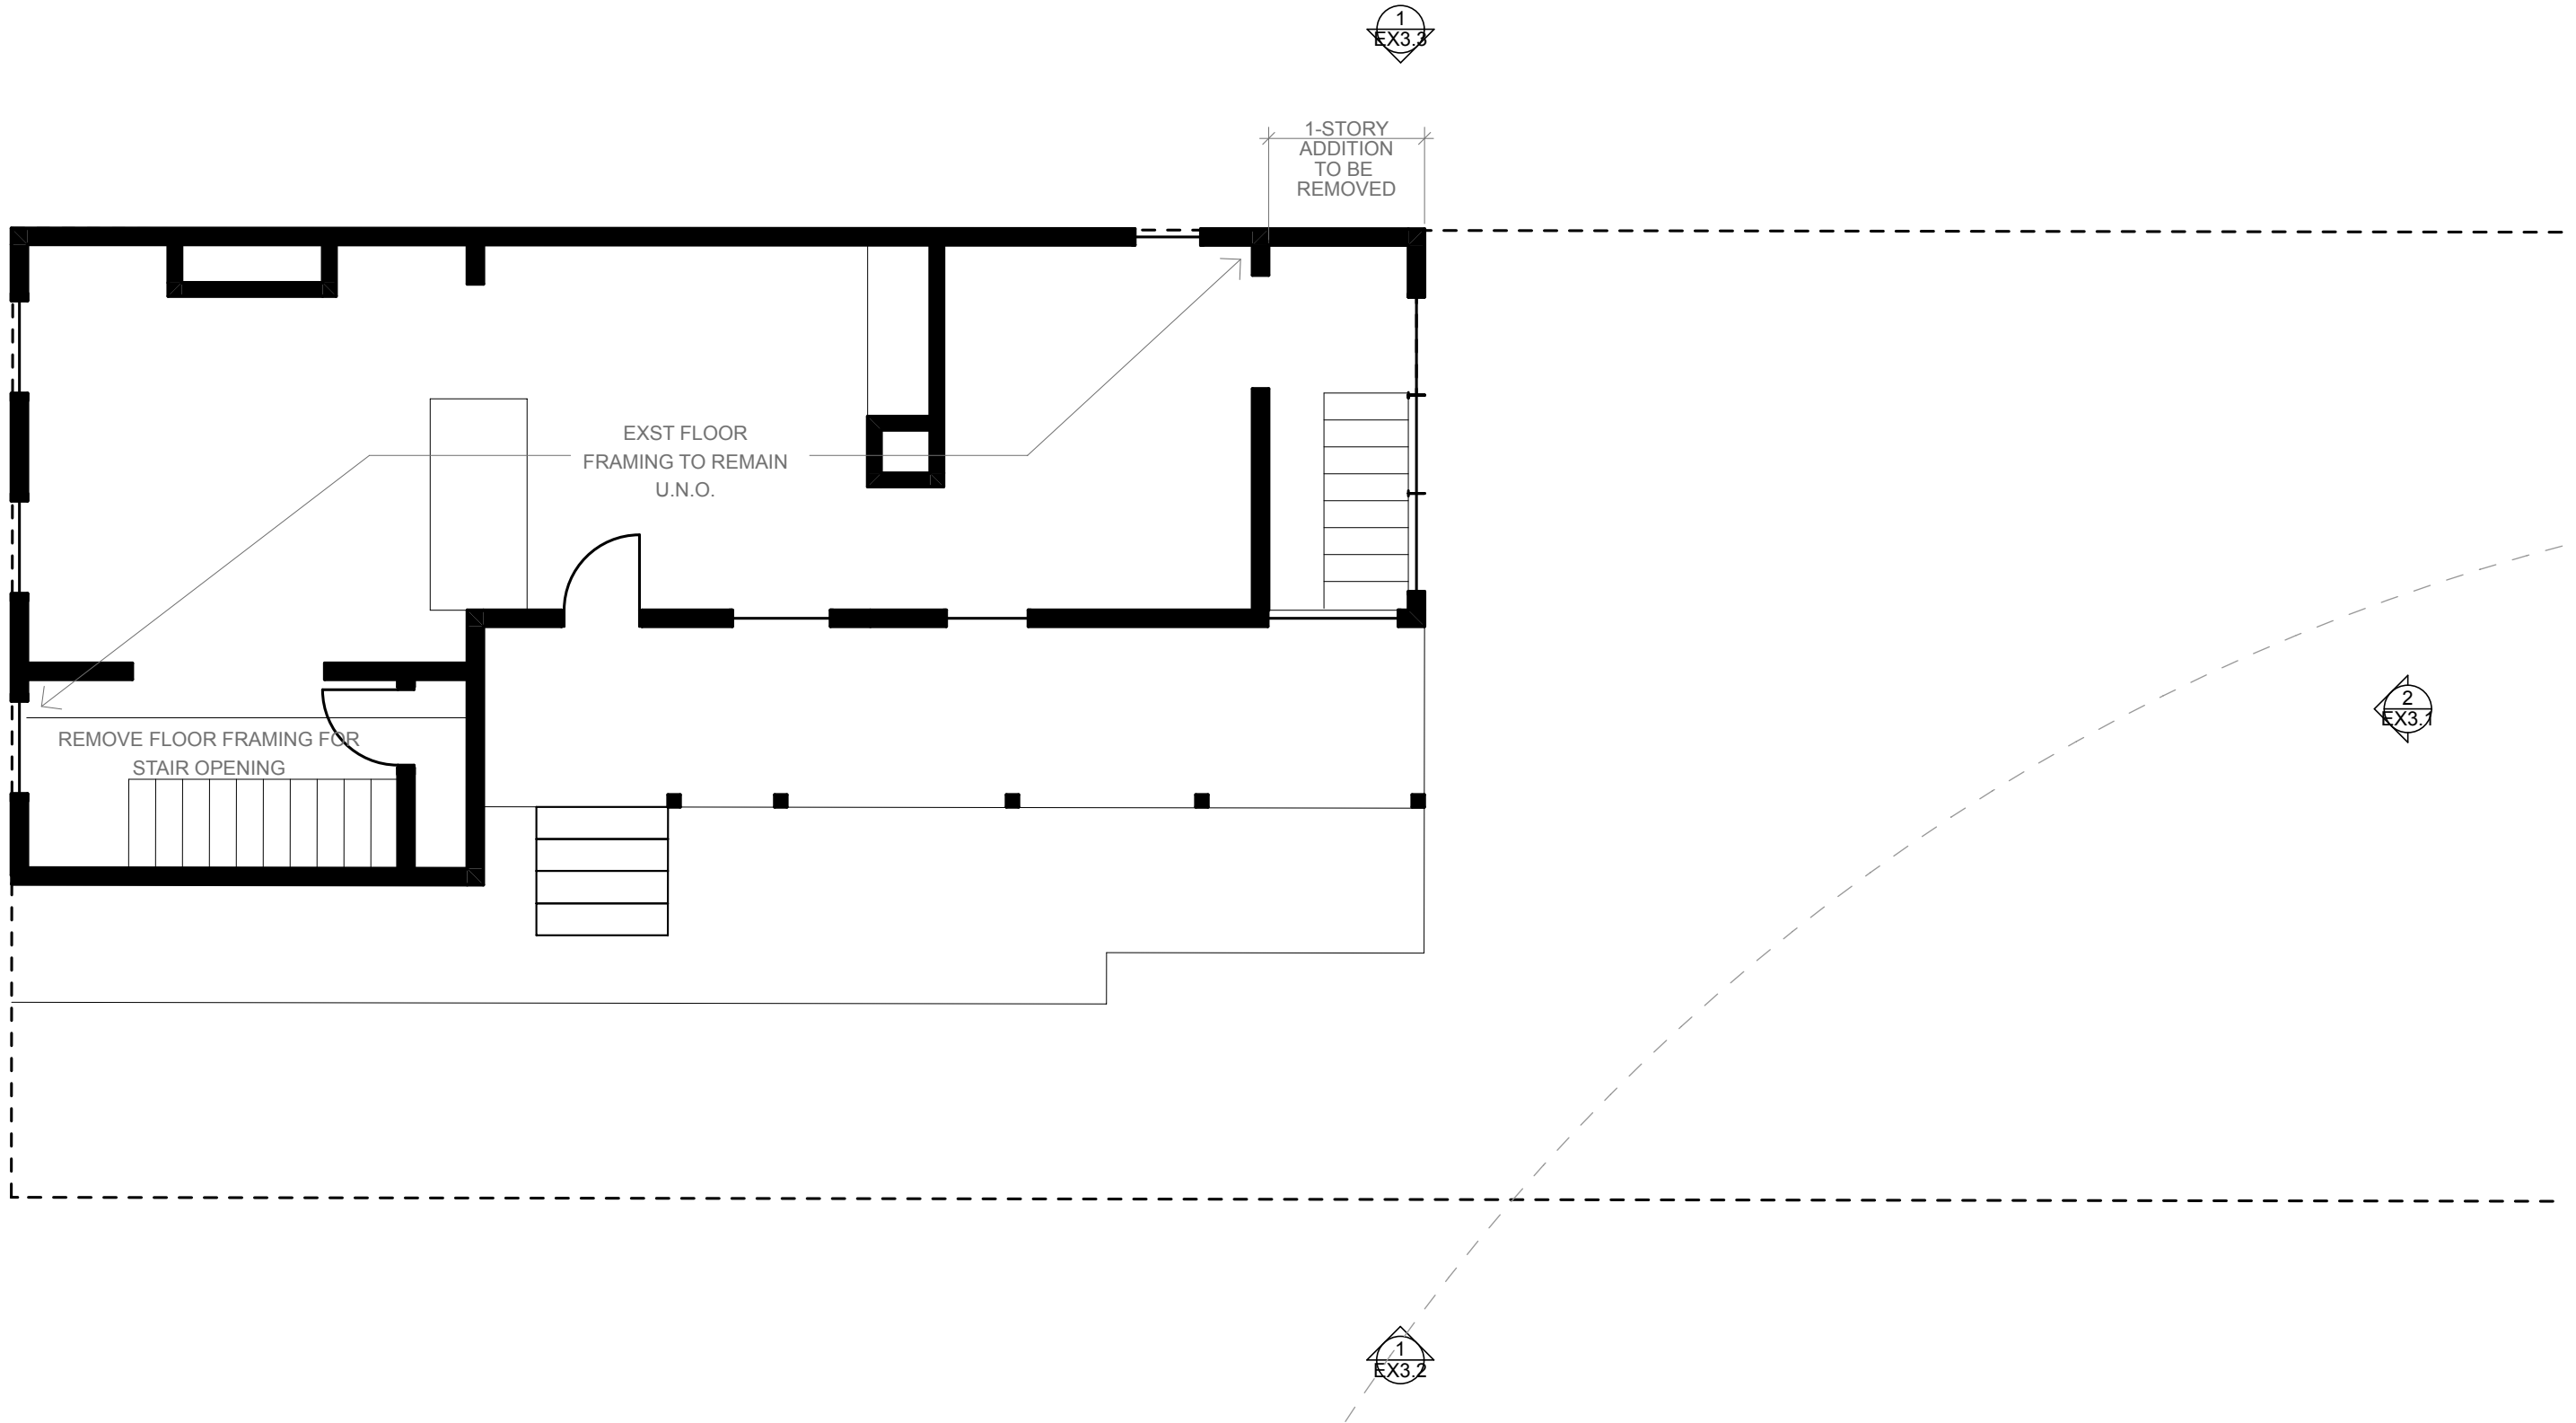 1
EX3.3
1-STORY
ADDITION
TO BE
REMOVED
EXST FLOOR
FRAMING TO REMAIN
U.N.O.
2
EX3.1
REMOVE FLOOR FRAMING FOR
STAIR OPENING
1
EX3.2